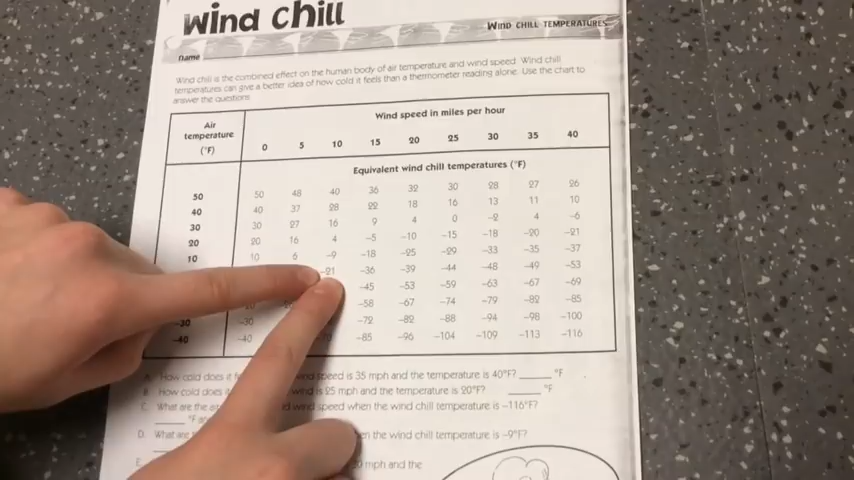 Wind Chill
WIND CHILL TEMPERATURES
name
Wind chill is the combined effect on the human body of air temperature and wind speed. Wind chill
temperatures can give a better idea of how cold it feels than a thermometer reading alone. Use the chart to
answer the questions.
Air temperature (°F)
Wind speed in miles per hour
0 5 10 15 20 25 30 35 40
Equivalent wind chill temperatures (°F)
50 50 48 40 36 32 30 28 27 26
40 40 37 28 22 18 16 13 11 10
30 30 27 16 9 4 0 -2 4 -6
20 20 16 4 -5 -10 -15 -18 -20 -21
10 10 6 -9 -18 -25 -29 -33 -35 -37
-21 -36 -39 -44 -48 -49 -53
-45 -53 -59 -63 -67 -69
-58 -67 -74 -79 -82 -85
-30 -30 -72 -82 -88 -94 -98 -100
-40 -40 -85 -96 -104 -109 -113 -116
A. How cold does it wind speed is 35 mph and the temperature is 40°F? °F
B. How cold does it wind is 25 mph and the temperature is 20°F? °F
C. What are the wind speed when the wind chill temperature is -116°F?
°F
D. What are the wind chill temperature is -9°F?
E. mph and the